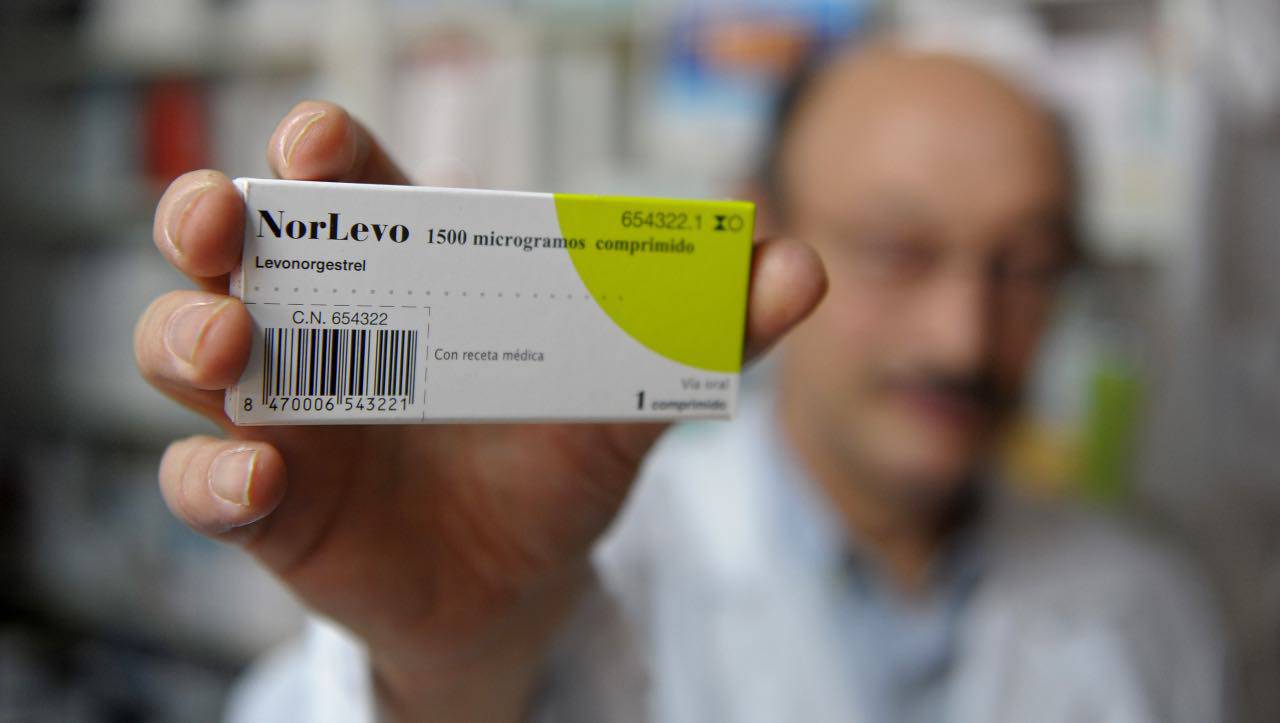 NorLevo 1500 microgramos comprimido
654322.1
Levonorgestrel
C.N. 654322
Con receta médica
8 470006 543221
Vía oral
1 comprimido